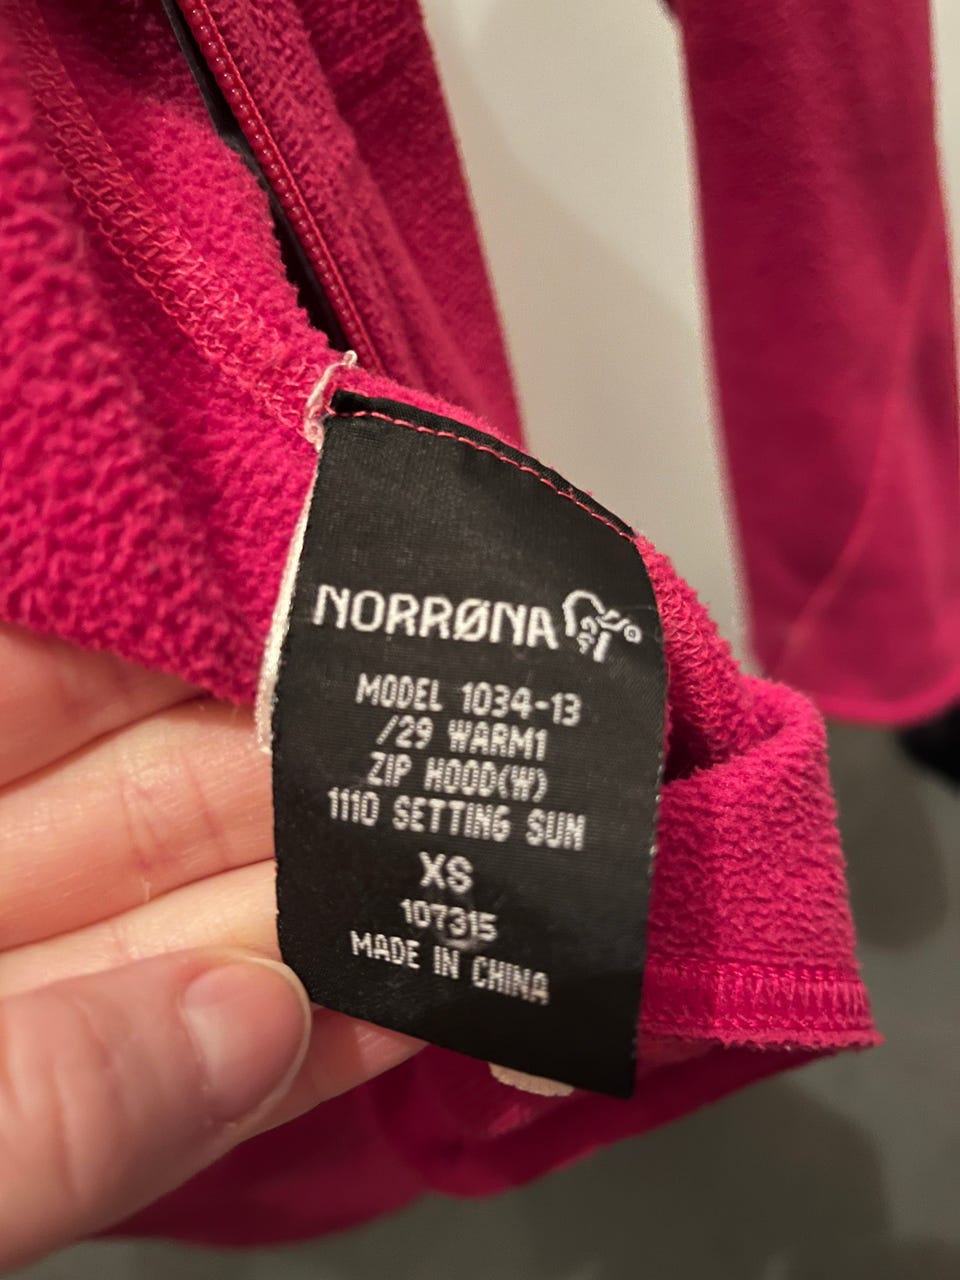 NORRØNA
MODEL 1034-13
/29 WARM1
ZIP HOOD(W)
1110 SETTING SUN
XS
107315
MADE IN CHINA